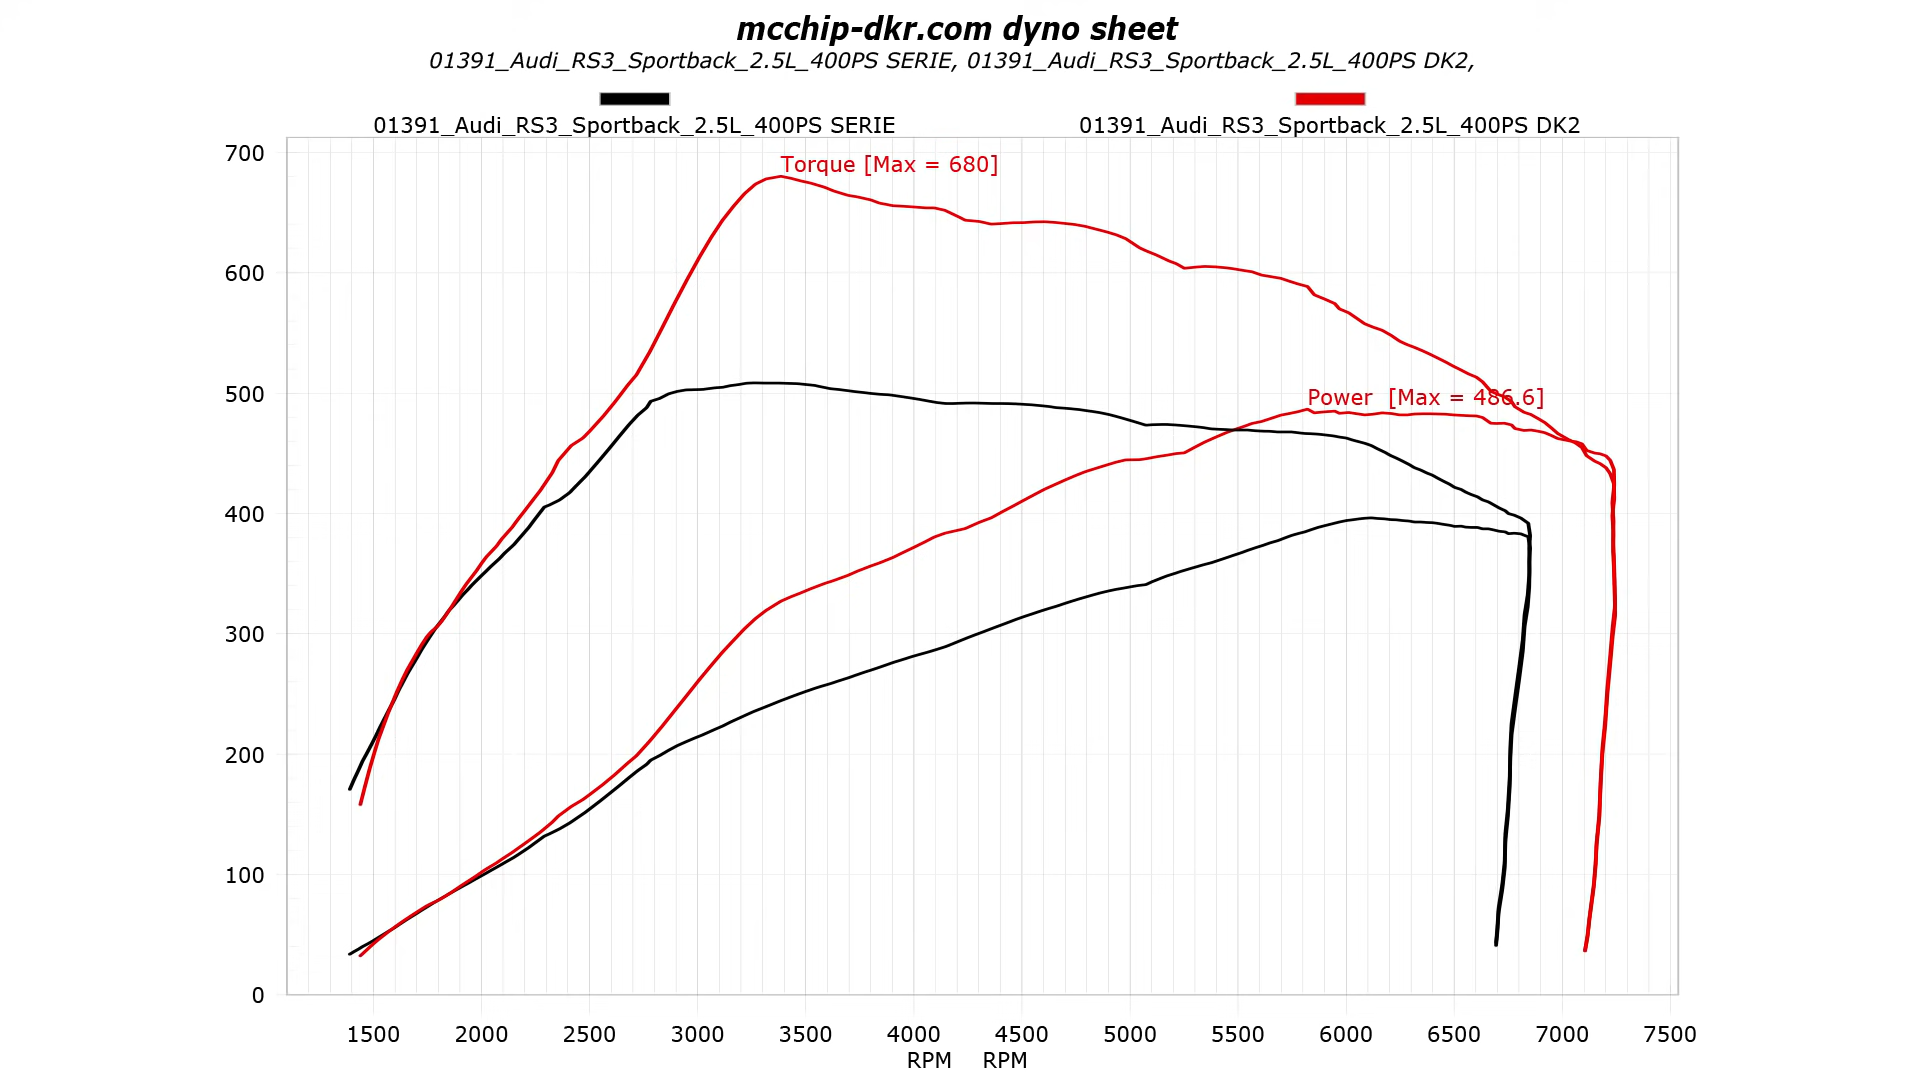 mcchip-dkr.com dyno sheet
01391_Audi_RS3_Sportback_2.5L_400PS SERIE, 01391_Audi_RS3_Sportback_2.5L_400PS DK2,
01391_Audi_RS3_Sportback_2.5L_400PS SERIE
01391_Audi_RS3_Sportback_2.5L_400PS DK2
700
Torque [Max = 680]
600
500
Power [Max = 486.6]
400
300
200
100
0
1500 2000 2500 3000 3500 4000 4500 5000 5500 6000 6500 7000 7500
RPM RPM